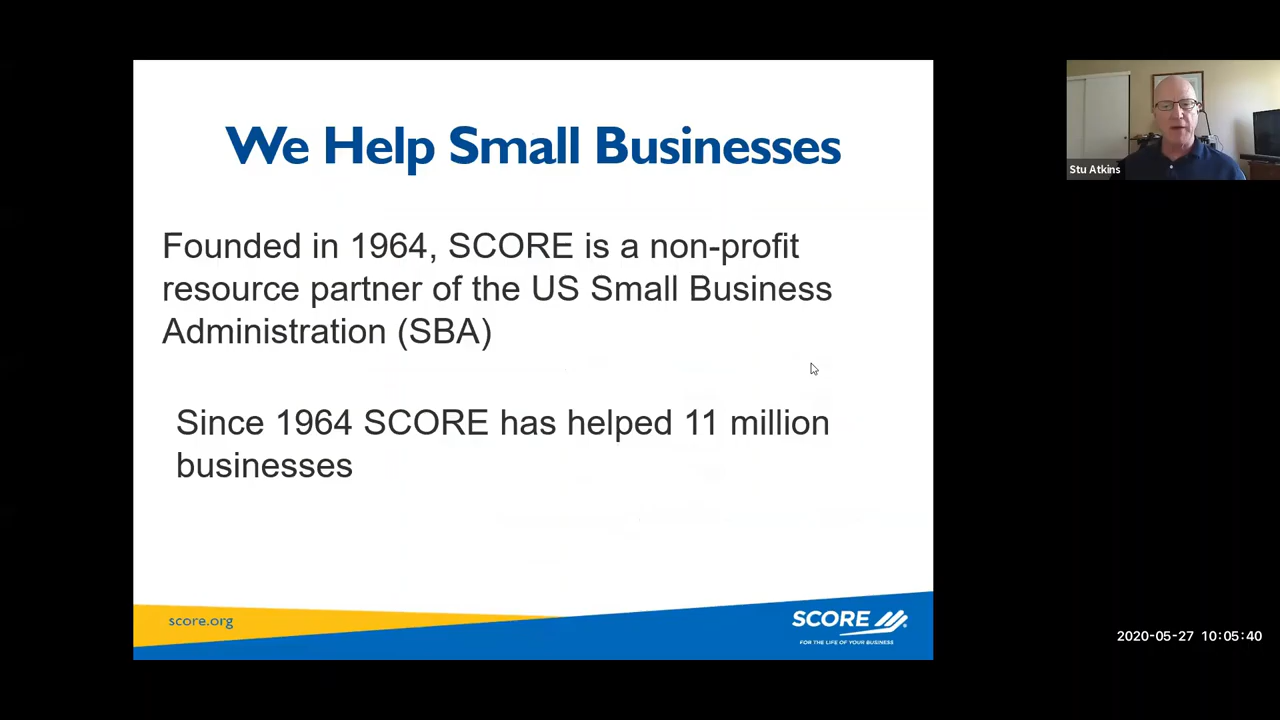 We Help Small Businesses
Founded in 1964, SCORE is a non-profit
resource partner of the US Small Business
Administration (SBA)
Since 1964 SCORE has helped 11 million
businesses
score.org
SCORE
FOR THE LIFE OF YOUR BUSINESS
Stu Atkins
2020-05-27 10:05:40